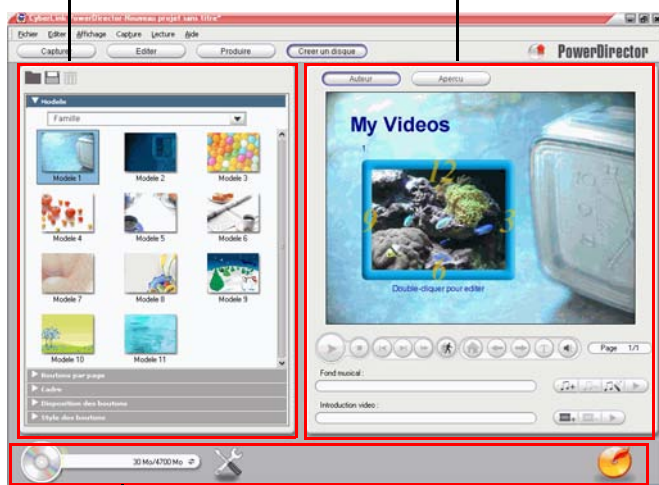 CyberLink PowerDirector-Nouveau projet sans titre*
Fichier Editer Affichage Capture Lecture Aide
Capture Editer Produire Creer un disque PowerDirector
Auteur Apercu
Modele
Famille
Modele 1 Modele 2 Modele 3
Modele 4 Modele 5 Modele 6
Modele 7 Modele 8 Modele 9
Modele 10 Modele 11
Boutons par page
Cadre
Disposition des boutons
Style des boutons
My Videos
1
12
9 3
6
Double-cliquer pour editer
Page 1/1
Fond musical :
Introduction video :
30 Mo/4700 Mo